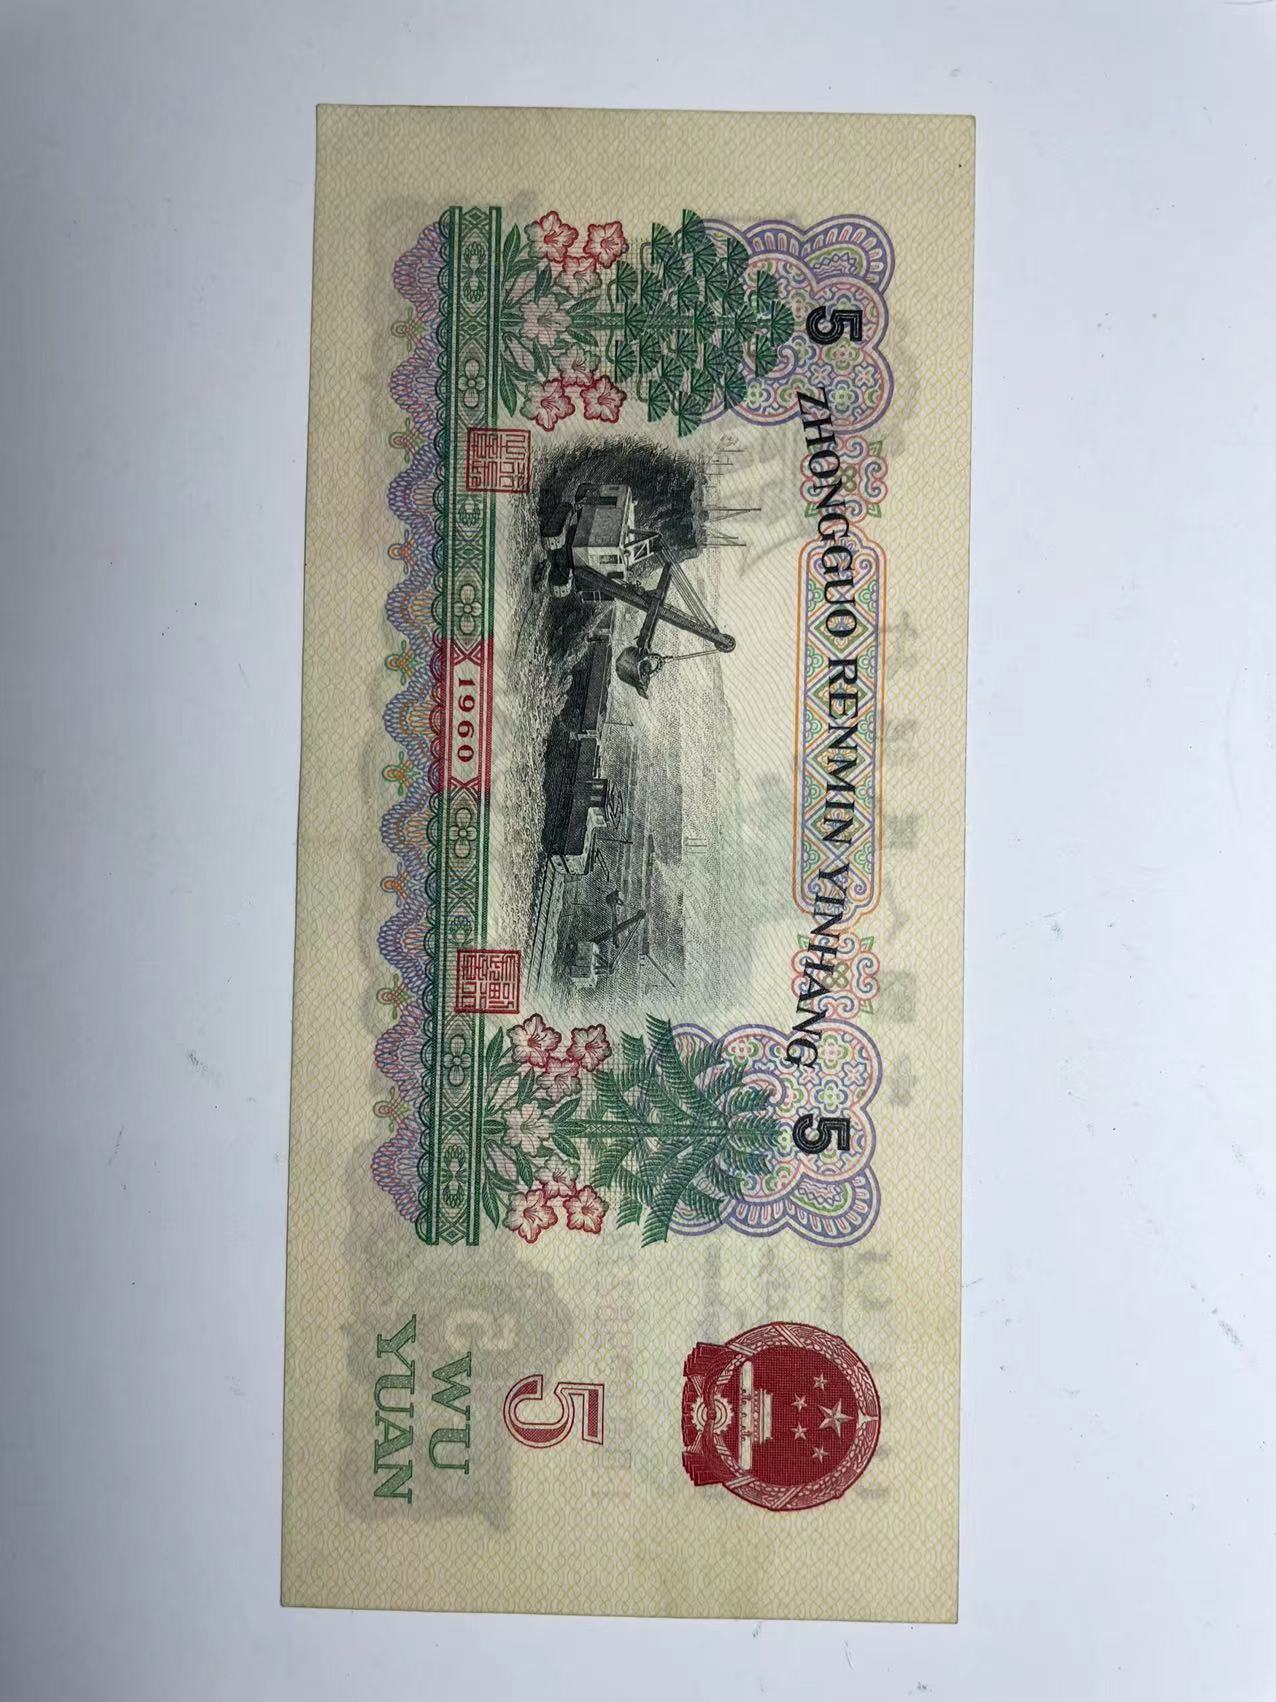 5 ZHONGGUO RENMIN YINHANG 5
1960
5
WU
YUAN